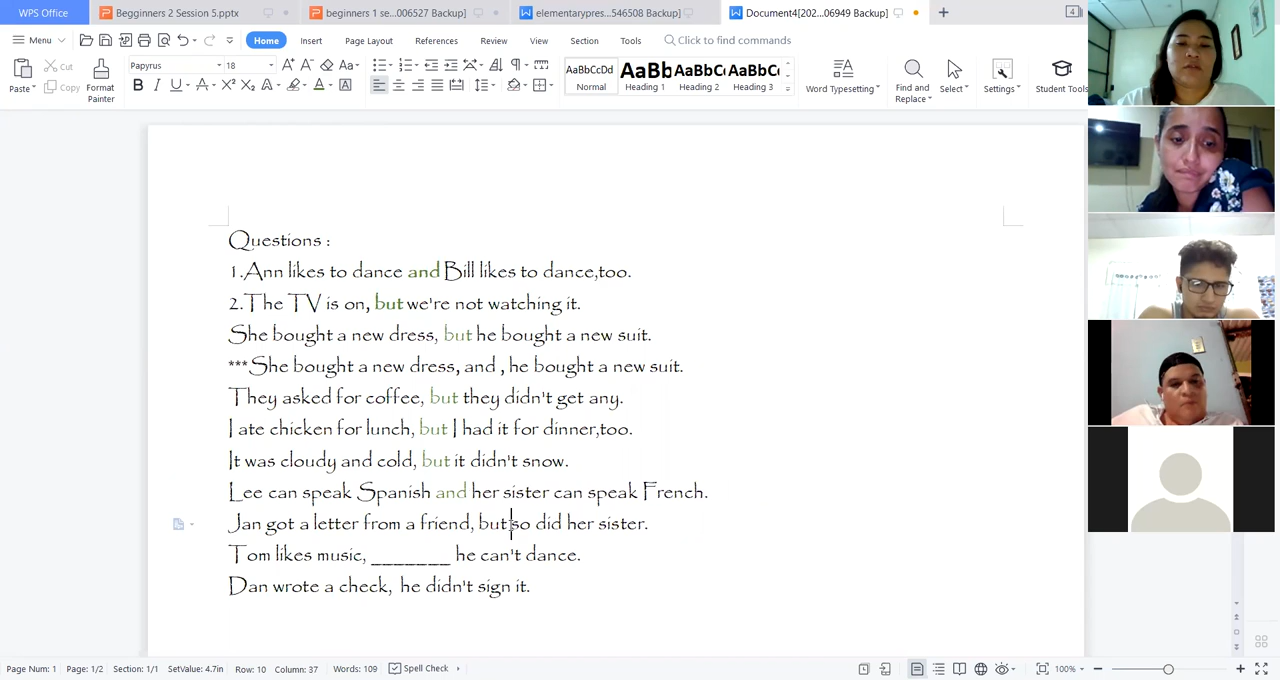 WPS Office
Begginners 2 Session 5.pptx
beginners 1 se...006527 Backup]
elementarypres...546508 Backup]
Document4[202...06949 Backup]
4
Menu
Home
Insert
Page Layout
References
Review
View
Section
Tools
Click to find commands
Paste
Cut
Copy
Format Painter
Papyrus
18
AaBbCcDd
Normal
AaBb
Heading 1
AaBbC
Heading 2
AaBbC
Heading 3
Word Typesetting
Find and Replace
Select
Settings
Student Tools
Questions :
1.Ann likes to dance and Bill likes to dance,too.
2.The TV is on, but we're not watching it.
She bought a new dress, but he bought a new suit.
***She bought a new dress, and , he bought a new suit.
They asked for coffee, but they didn't get any.
I ate chicken for lunch, but I had it for dinner,too.
It was cloudy and cold, but it didn't snow.
Lee can speak Spanish and her sister can speak French.
Jan got a letter from a friend, but so did her sister.
Tom likes music, _______ he can't dance.
Dan wrote a check, he didn't sign it.
Page Num: 1
Page: 1/2
Section: 1/1
SetValue: 4.7in
Row: 10
Column: 37
Words: 109
Spell Check
100%